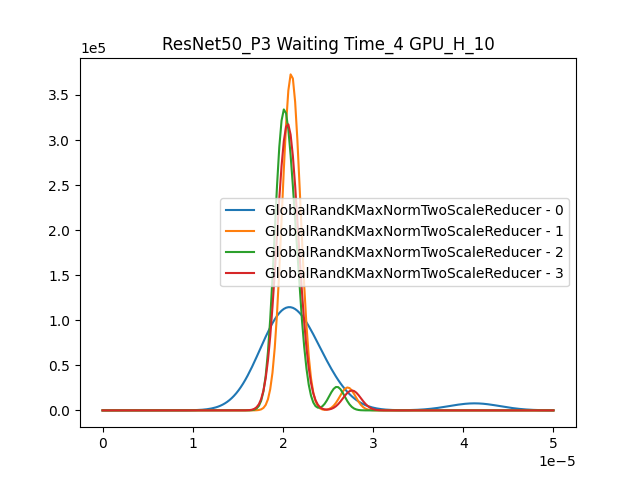 ResNet50_P3 Waiting Time_4 GPU_H_10
1e5
3.5
3.0
2.5
2.0
1.5
1.0
0.5
0.0
GlobalRandKMaxNormTwoScaleReducer - 0
GlobalRandKMaxNormTwoScaleReducer - 1
GlobalRandKMaxNormTwoScaleReducer - 2
GlobalRandKMaxNormTwoScaleReducer - 3
0 1 2 3 4 5
1e−5